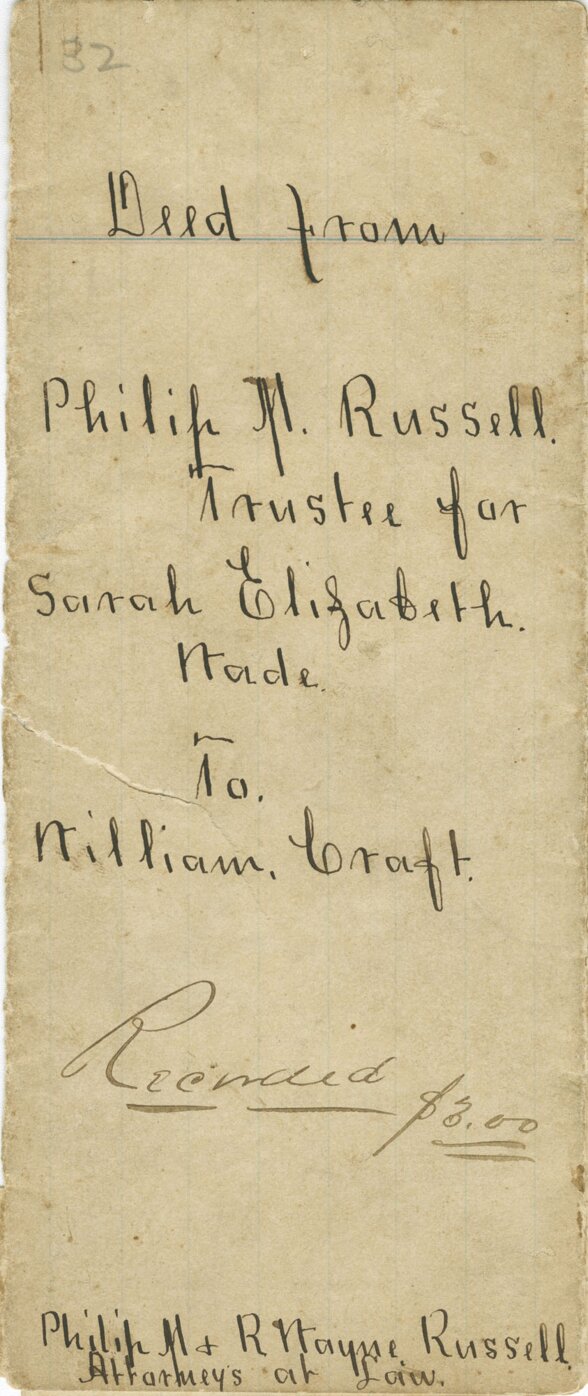 32
Deed from
Philip M. Russell.
Trustee for
Sarah Elizabeth.
Wade.
To.
William. Craft.
Recorded $3.00
Philip M & R Wayne Russell.
Attorneys at Law.